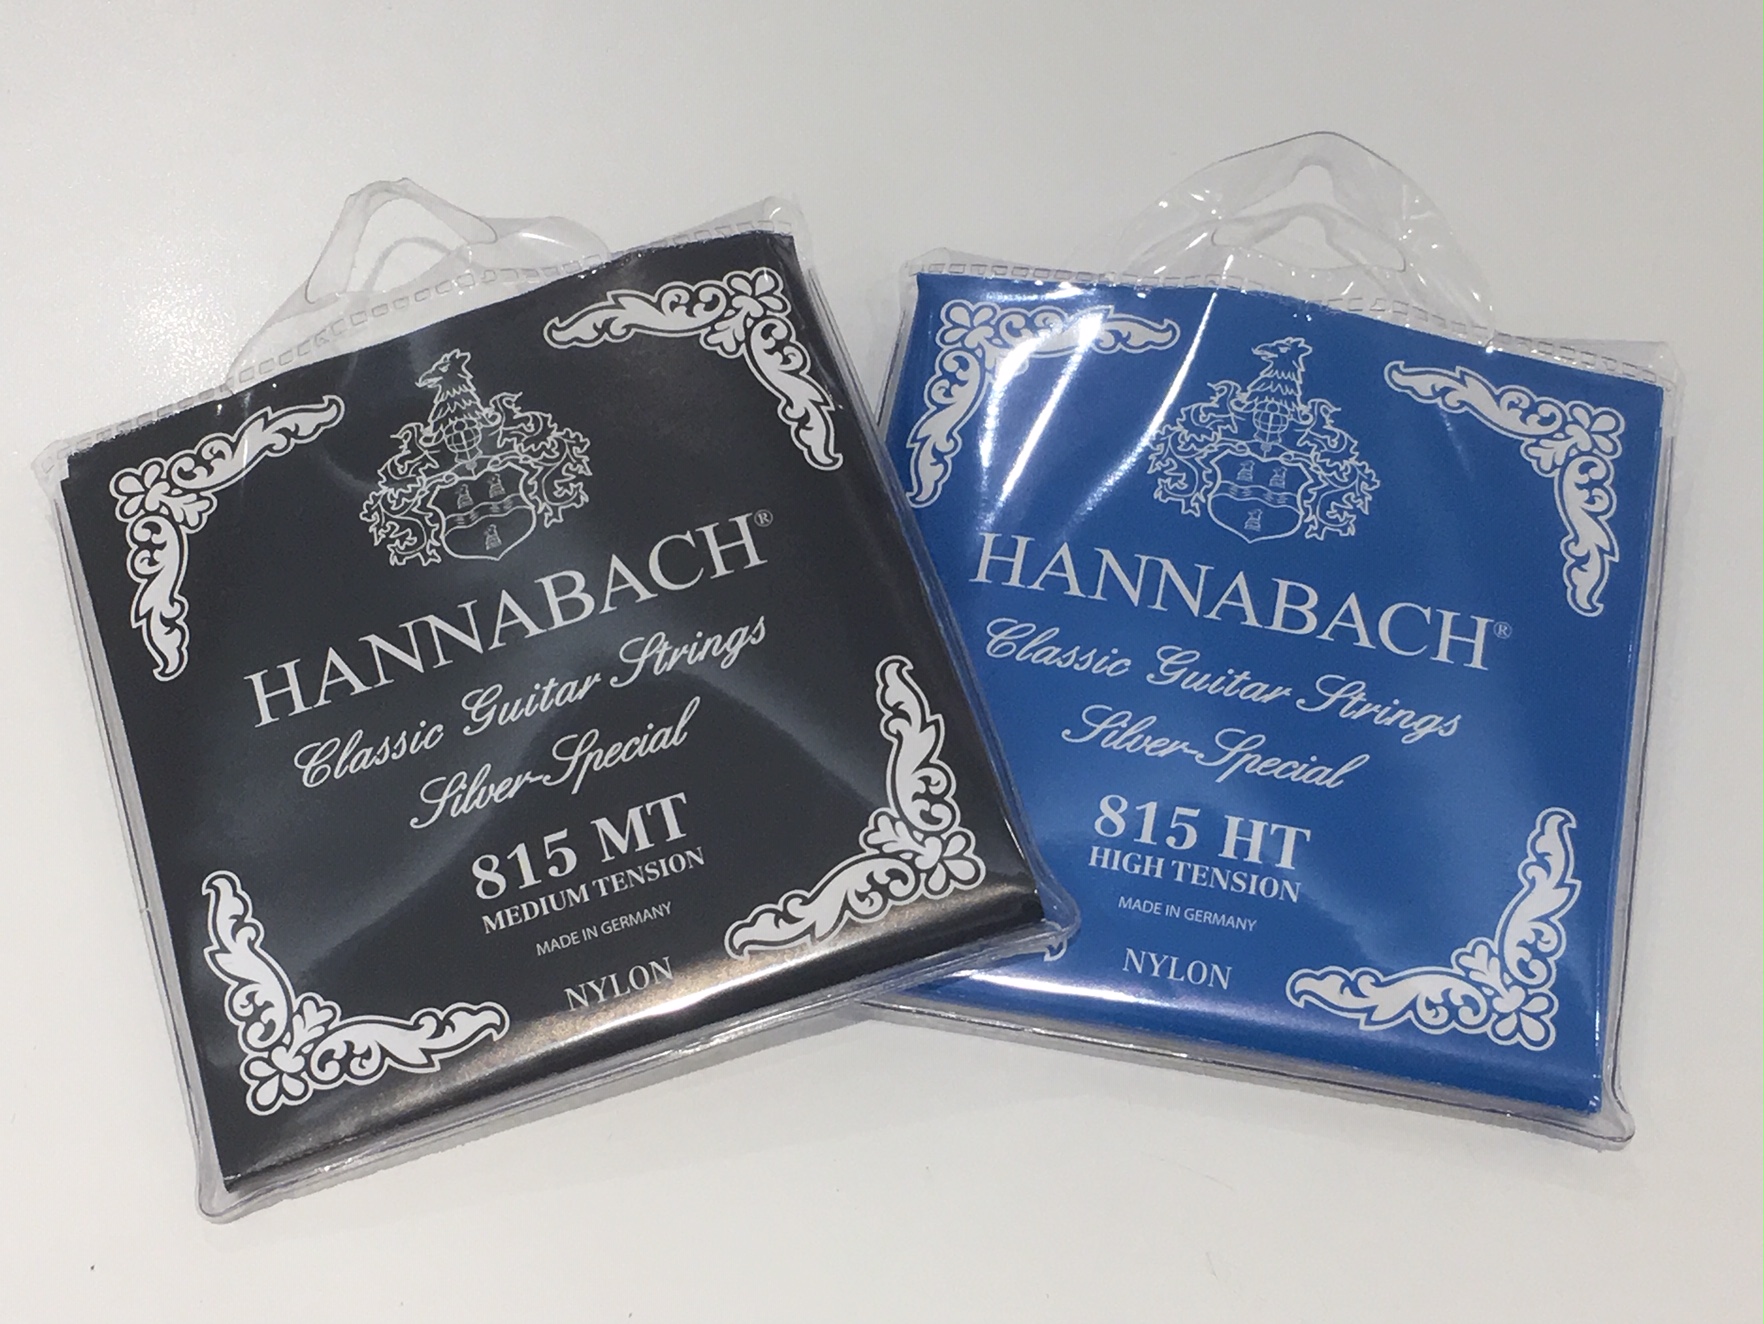 HANNABACH®
Classic Guitar Strings
Silver-Special
815 MT
MEDIUM TENSION
MADE IN GERMANY
NYLON
HANNABACH®
Classic Guitar Strings
Silver-Special
815 HT
HIGH TENSION
MADE IN GERMANY
NYLON